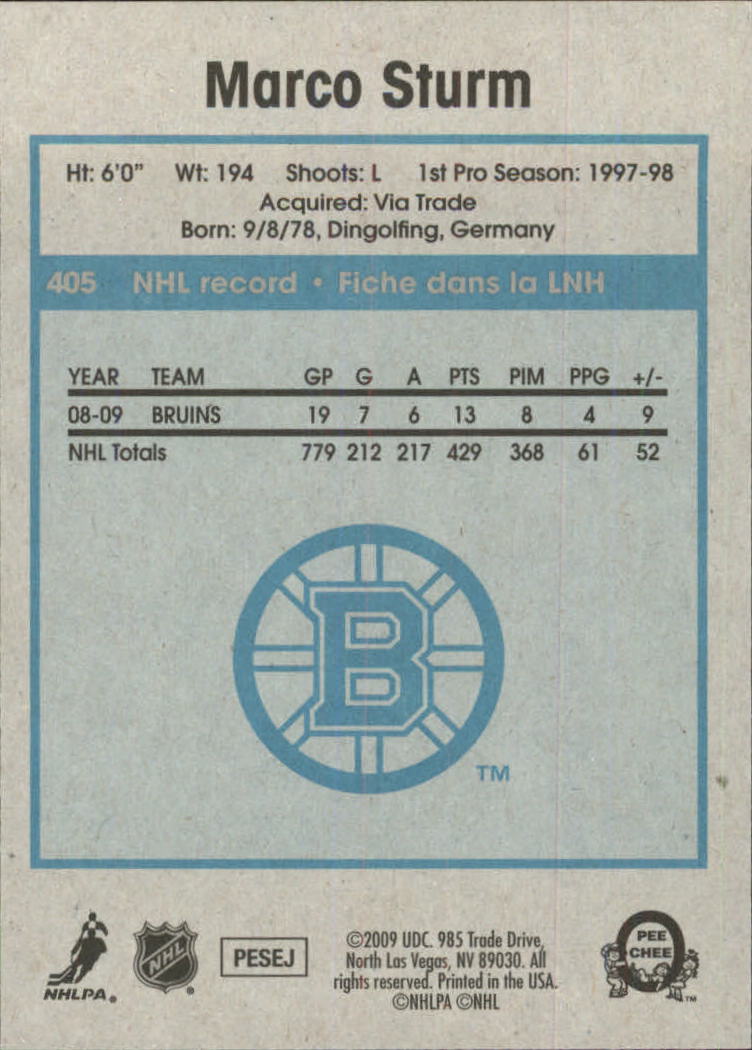 Marco Sturm
Ht: 6'0" Wt: 194 Shoots: L 1st Pro Season: 1997-98
Acquired: Via Trade
Born: 9/8/78, Dingolfing, Germany
405 NHL record • Fiche dans la LNH
YEAR TEAM GP G A PTS PIM PPG +/-
08-09 BRUINS 19 7 6 13 8 4 9
NHL Totals 779 212 217 429 368 61 52
B
TM
NHLPA®
NHL®
PESEJ
©2009 UDC. 985 Trade Drive,
North Las Vegas, NV 89030. All
rights reserved. Printed in the USA.
©NHLPA ©NHL
O
PEE
CHEE
TM